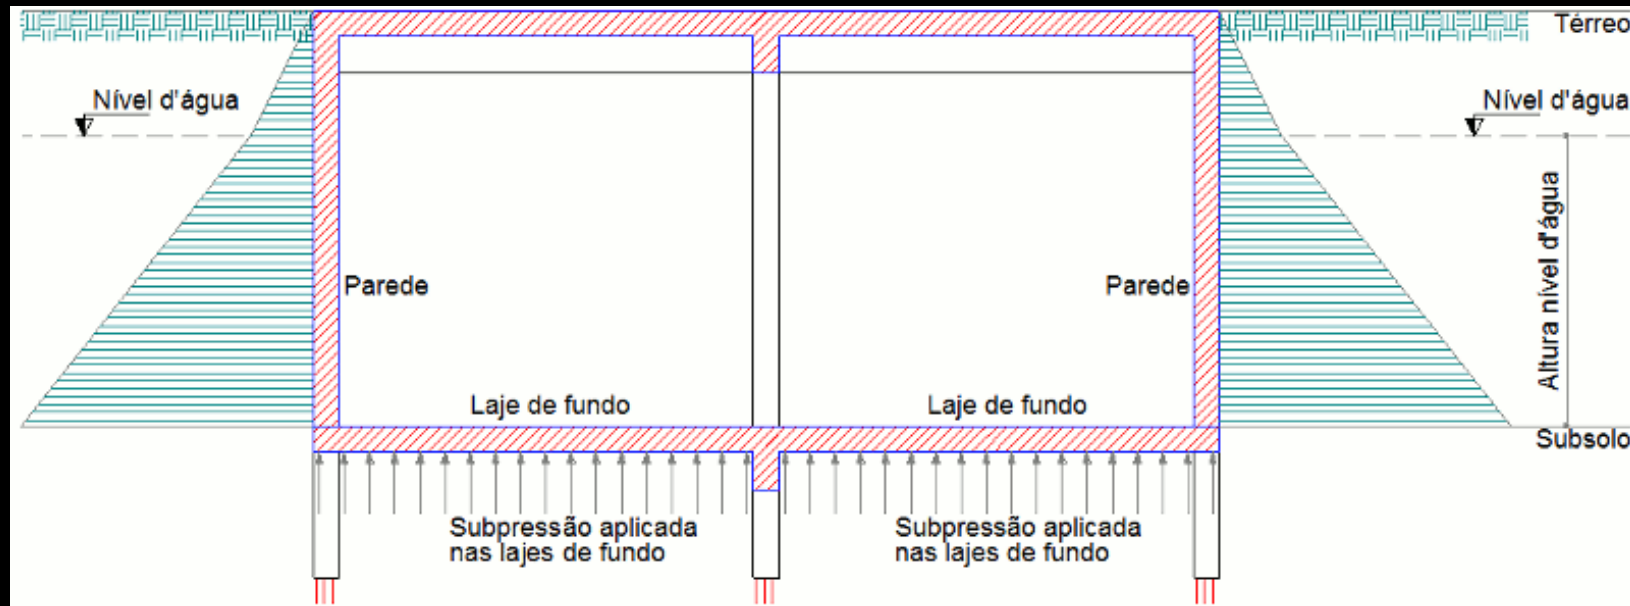 Térreo
Nível d'água
Nível d'água
Altura nível d'água
Parede
Parede
Laje de fundo
Laje de fundo
Subsolo
Subpressão aplicada
nas lajes de fundo
Subpressão aplicada
nas lajes de fundo